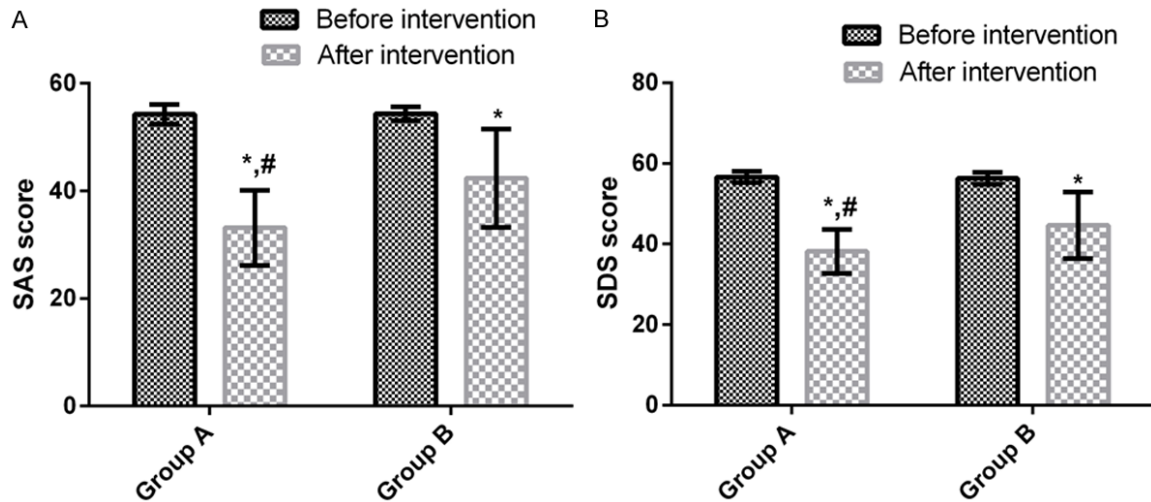 A
Before intervention
After intervention
SAS score
60
40
20
0
*,#
*
Group A
Group B
B
Before intervention
After intervention
SDS score
80
60
40
20
0
*,#
*
Group A
Group B